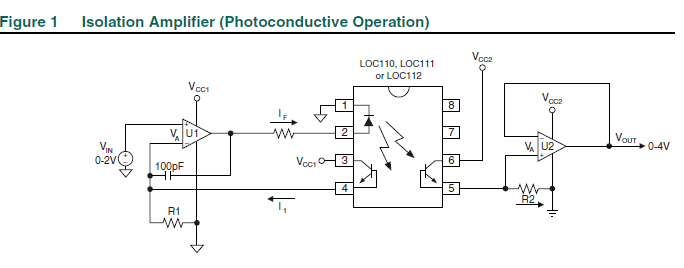 Figure 1 Isolation Amplifier (Photoconductive Operation)
LOC110, LOC111
or LOC112
VCC2
VCC1
VCC2
IF
1
8
VA U1
2
7
VIN
0-2V
+
-
+
-
100pF
VCC1
3
6
VA U2
-
+
VOUT
0-4V
4
5
I1
R1
R2